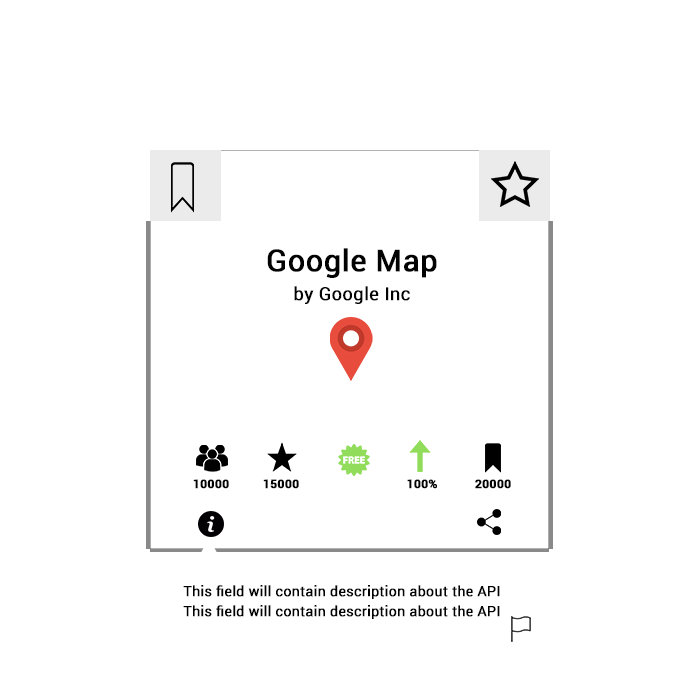 Google Map
by Google Inc
FREE
10000 15000 100% 20000
This field will contain description about the API
This field will contain description about the API